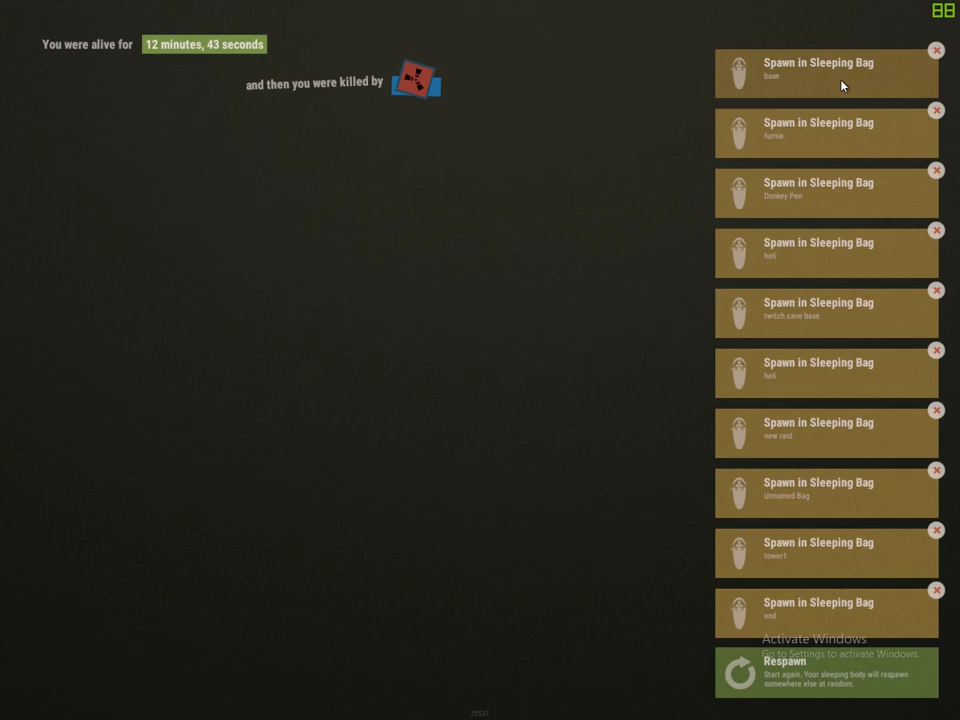 88
You were alive for 12 minutes, 43 seconds
and then you were killed by
Spawn in Sleeping Bag
base
Spawn in Sleeping Bag
furnie
Spawn in Sleeping Bag
Donkey Pen
Spawn in Sleeping Bag
heli
Spawn in Sleeping Bag
twitch cave base
Spawn in Sleeping Bag
heli
Spawn in Sleeping Bag
new raid
Spawn in Sleeping Bag
Unnamed Bag
Spawn in Sleeping Bag
tower1
Spawn in Sleeping Bag
end
Activate Windows
Go to Settings to activate Windows.
Respawn
Start again. Your sleeping body will respawn
somewhere else at random.